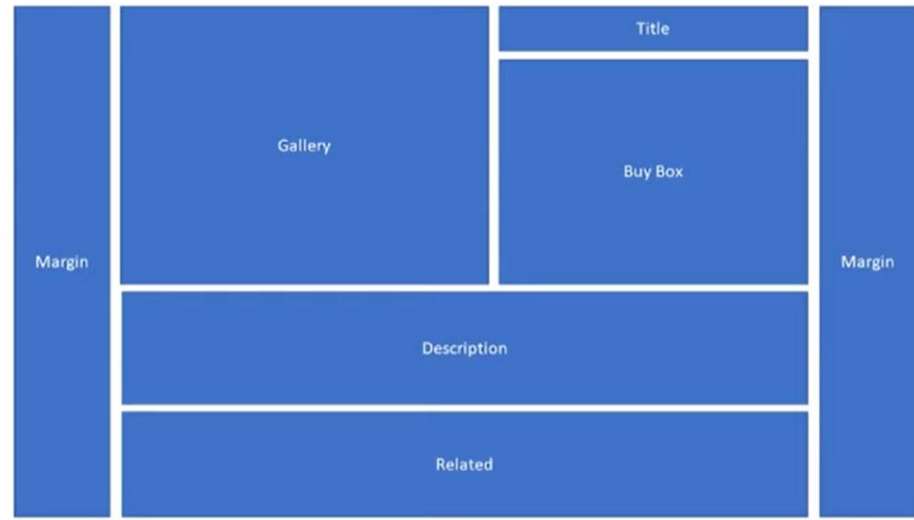 Title
Gallery
Buy Box
Margin
Margin
Description
Related